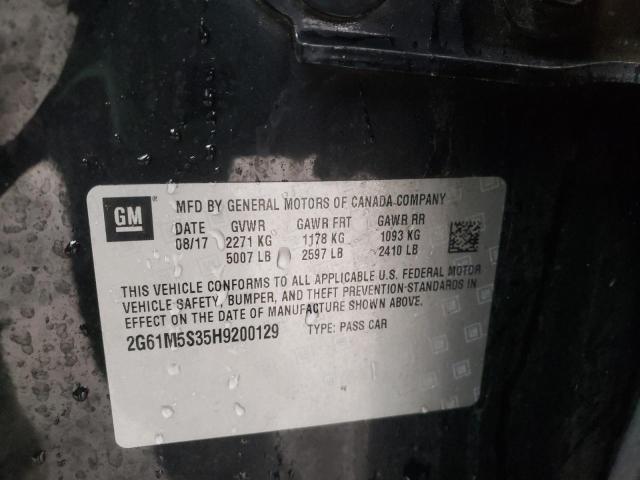 GM
MFD BY GENERAL MOTORS OF CANADA COMPANY
DATE GVWR GAWR FRT GAWR RR
08/17 2271 KG 1178 KG 1093 KG
5007 LB 2597 LB 2410 LB
THIS VEHICLE CONFORMS TO ALL APPLICABLE U.S. FEDERAL MOTOR
VEHICLE SAFETY, BUMPER, AND THEFT PREVENTION STANDARDS IN
EFFECT ON THE DATE OF MANUFACTURE SHOWN ABOVE.
2G61M5S35H9200129 TYPE: PASS CAR